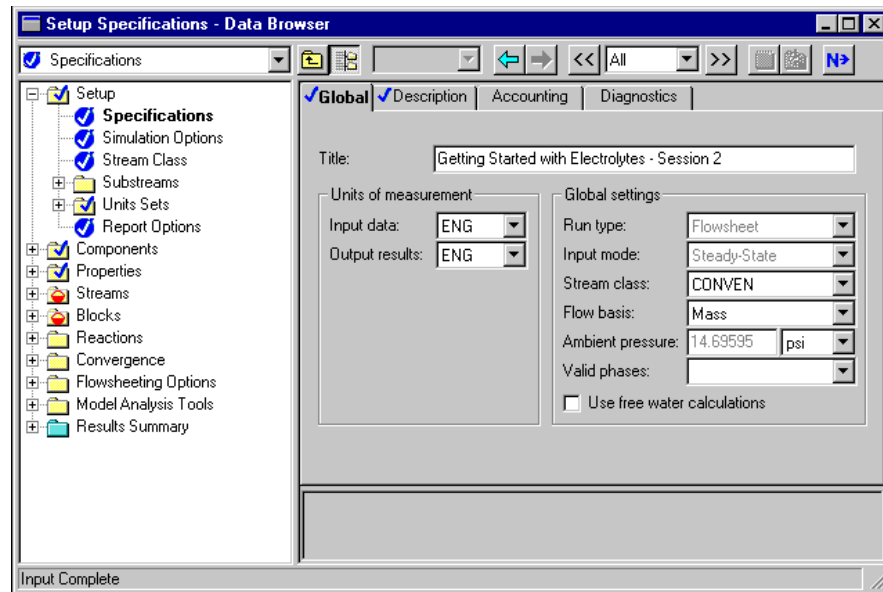 Setup Specifications - Data Browser
Specifications
All
<<
>>
N
Setup
Specifications
Simulation Options
Stream Class
Substreams
Units Sets
Report Options
Components
Properties
Streams
Blocks
Reactions
Convergence
Flowsheeting Options
Model Analysis Tools
Results Summary
Global Description Accounting Diagnostics
Title: Getting Started with Electrolytes - Session 2
Units of measurement
Input data: ENG
Output results: ENG
Global settings
Run type: Flowsheet
Input mode: Steady-State
Stream class: CONVEN
Flow basis: Mass
Ambient pressure: 14.69595 psi
Valid phases:
Use free water calculations
Input Complete